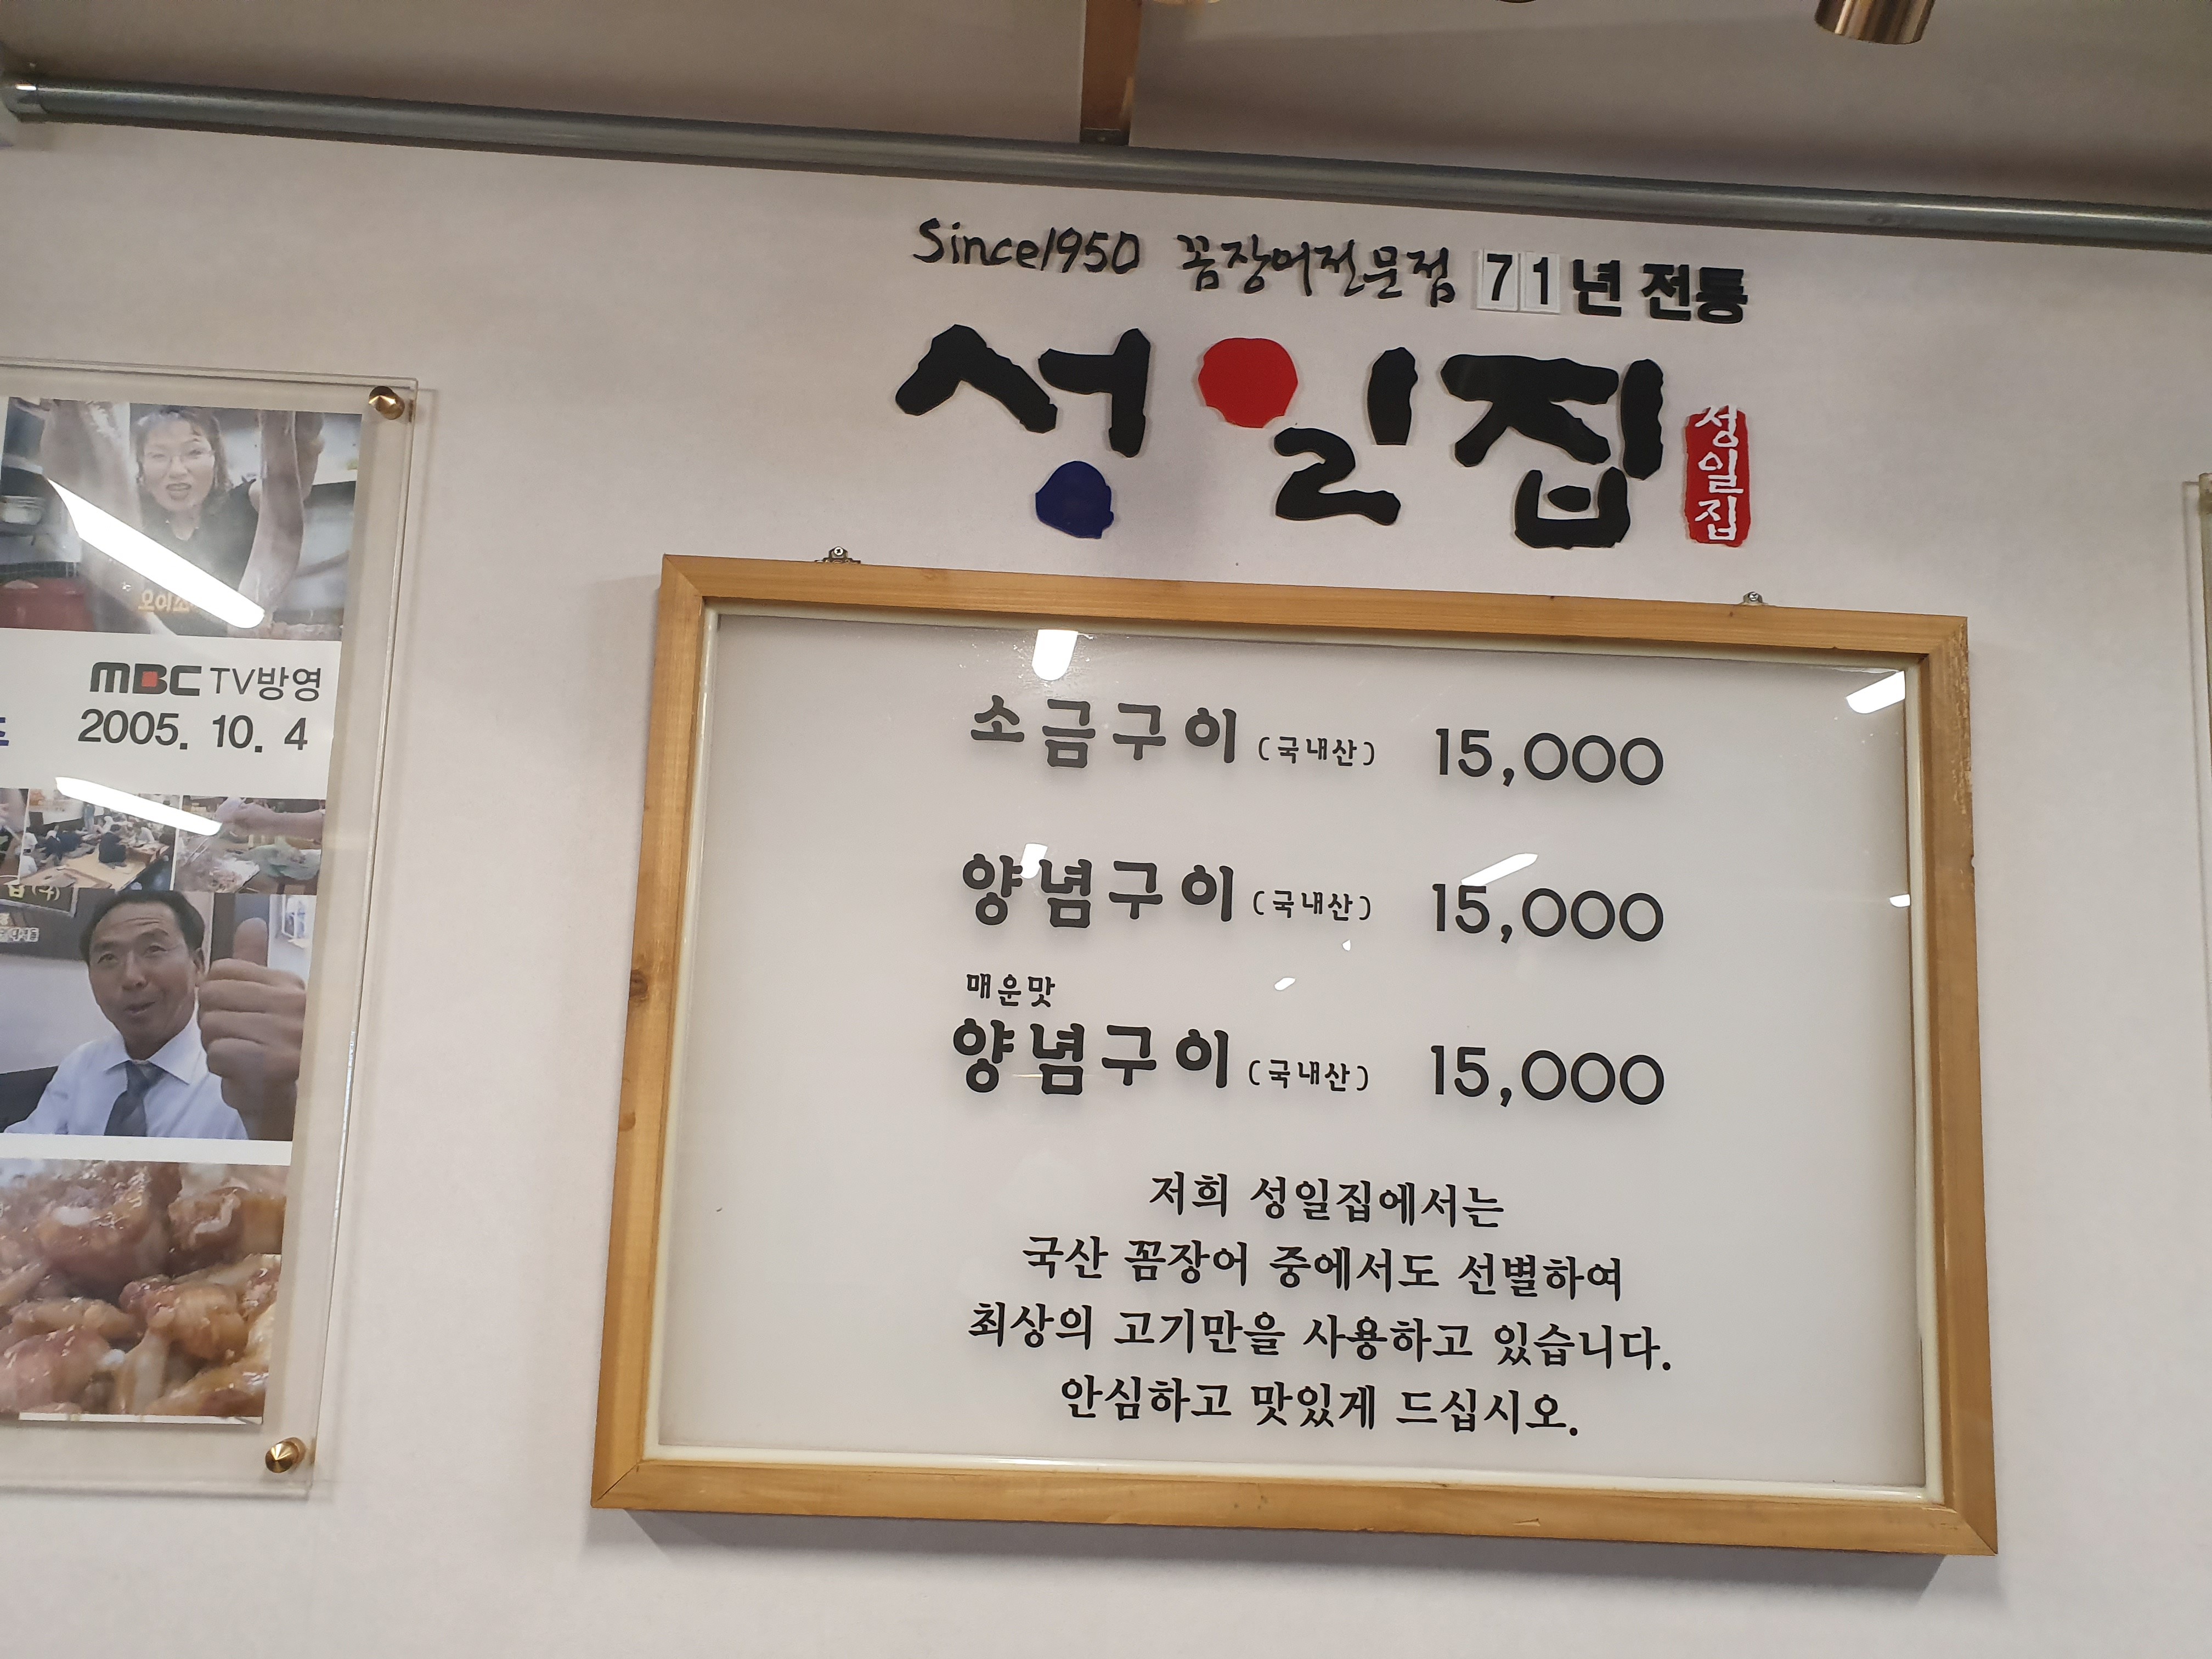 Since1950 꼼장어전문점 71년 전통
성일집
성일집
MBC TV방영
2005. 10. 4
소금구이 (국내산) 15,000
양념구이 (국내산) 15,000
매운맛
양념구이 (국내산) 15,000
저희 성일집에서는
국산 꼼장어 중에서도 선별하여
최상의 고기만을 사용하고 있습니다.
안심하고 맛있게 드십시오.